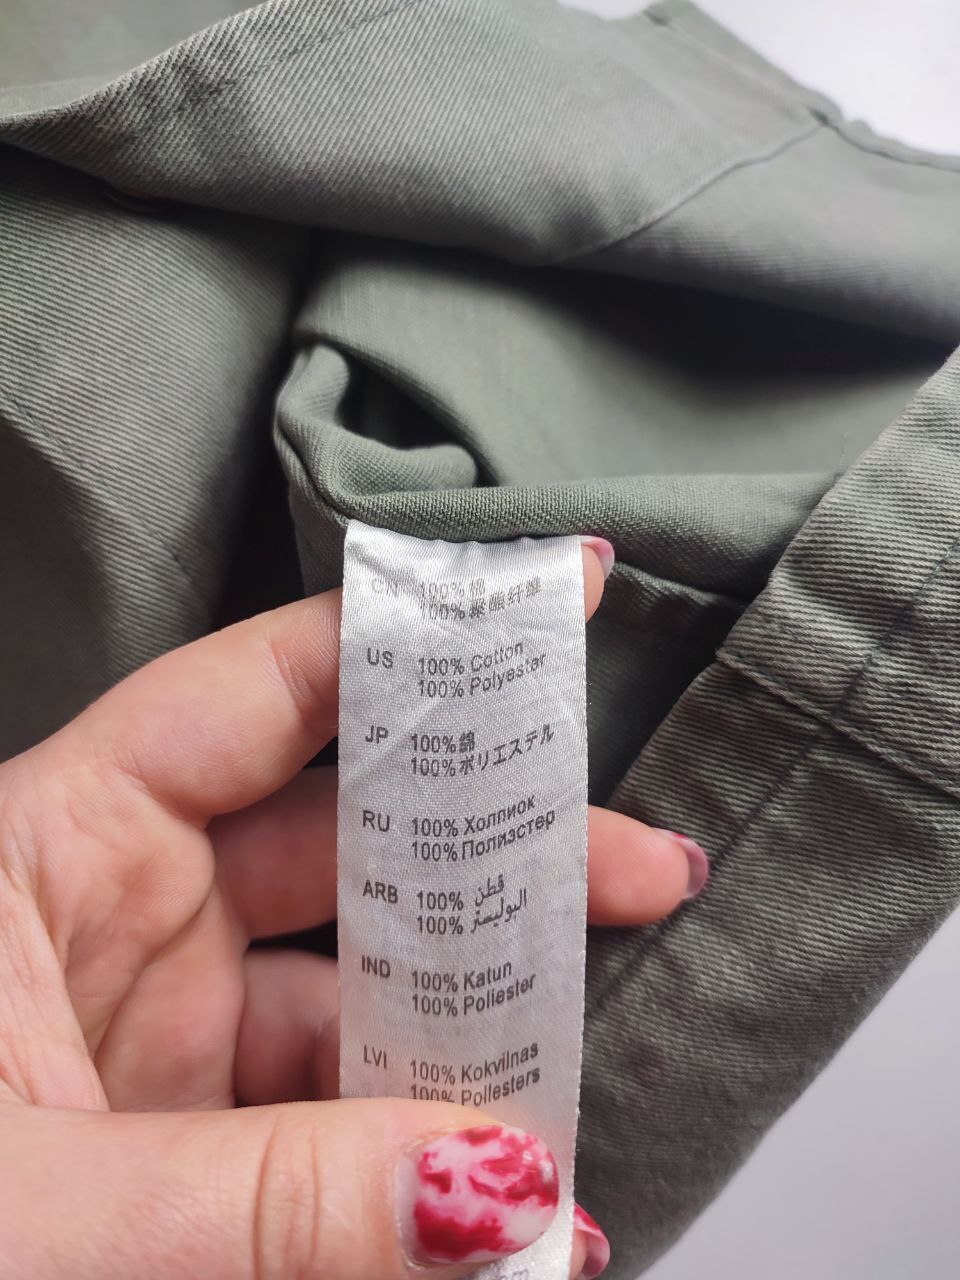 CN 100% 棉
100% 聚酯纤维
US 100% Cotton
100% Polyester
JP 100% 綿
100% ポリエステル
RU 100% Холпиок
100% Полиэстер
ARB 100% قطن
100% البوليستر
IND 100% Katun
100% Poliester
LVI 100% Kokvilnas
100% Poliesters